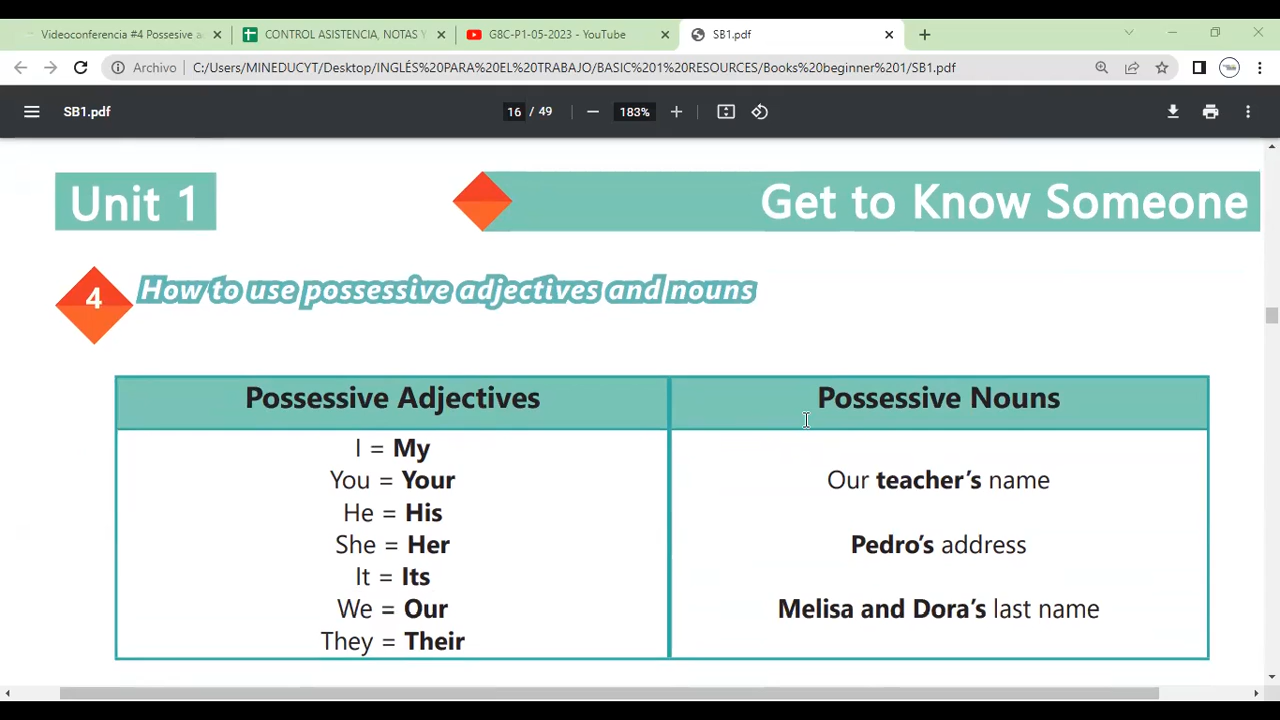 Videoconferencia #4 Possesive a
CONTROL ASISTENCIA, NOTAS Y
G8C-P1-05-2023 - YouTube
SB1.pdf
Archivo C:/Users/MINEDUCYT/Desktop/INGLÉS%20PARA%20EL%20TRABAJO/BASIC%201%20RESOURCES/Books%20beginner%201/SB1.pdf
SB1.pdf
16 / 49
183%
Unit 1
Get to Know Someone
4
How to use possessive adjectives and nouns
Possessive Adjectives
I = My
You = Your
He = His
She = Her
It = Its
We = Our
They = Their
Possessive Nouns
Our teacher's name
Pedro's address
Melisa and Dora's last name